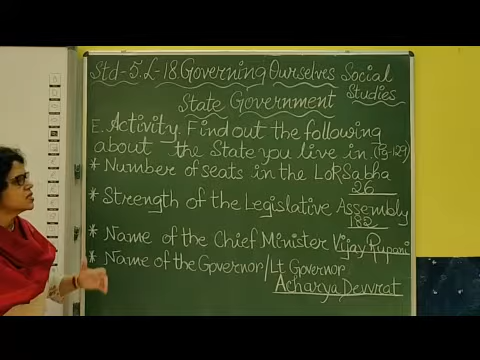 Std-5. L-18. Governing Ourselves Social
Studies
State Government
E. Activity. Find out the following
about the State you live in. (Pg-129)
* Number of seats in the LokSabha
26
* Strength of the Legislative Assembly
182
* Name of the Chief Minister Vijay Rupani
* Name of the Governor/Lt Governor
Acharya Devvrat